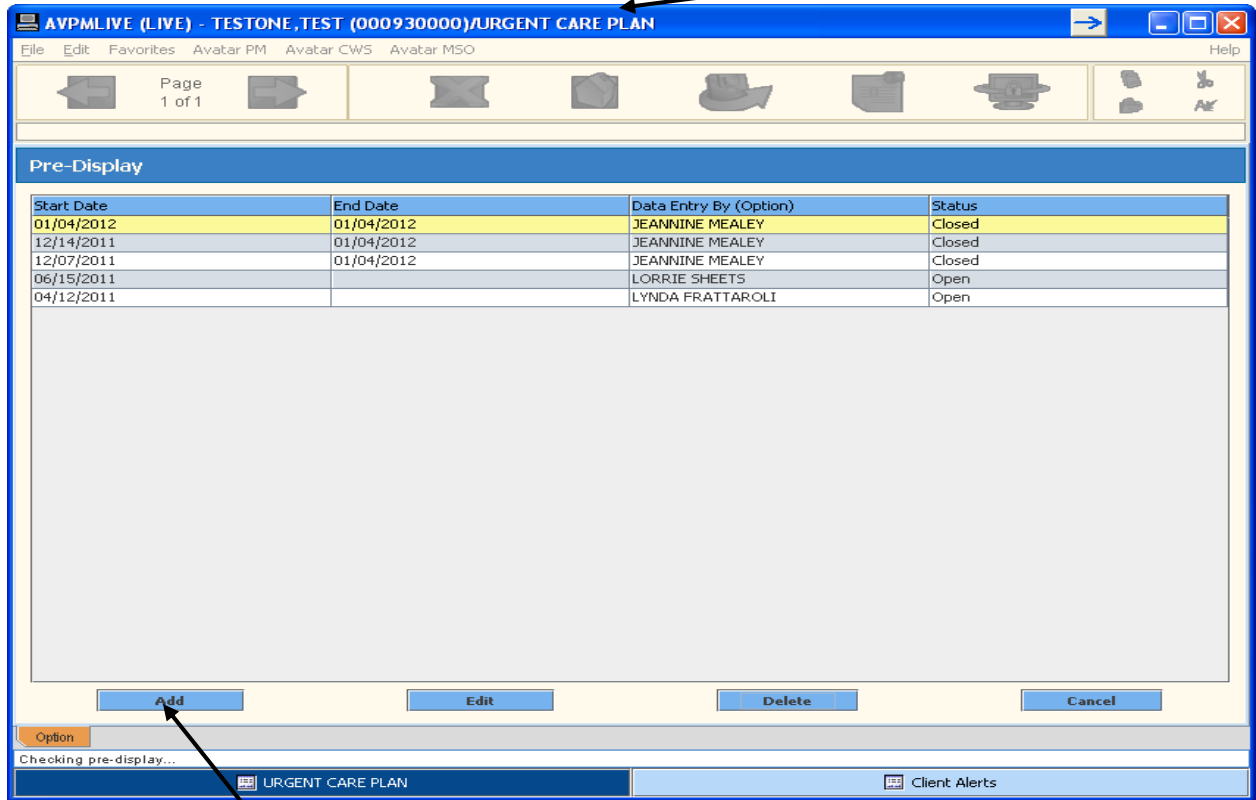 AVPMLIVE (LIVE) - TESTONE,TEST (000930000)/URGENT CARE PLAN
File Edit Favorites Avatar PM Avatar CWS Avatar MSO Help
Page
1 of 1
Pre-Display
Start Date End Date Data Entry By (Option) Status
01/04/2012 01/04/2012 JEANNINE MEALEY Closed
12/14/2011 01/04/2012 JEANNINE MEALEY Closed
12/07/2011 01/04/2012 JEANNINE MEALEY Closed
06/15/2011 LORRIE SHEETS Open
04/12/2011 LYNDA FRATTAROLI Open
Add Edit Delete Cancel
Option
Checking pre-display...
URGENT CARE PLAN Client Alerts